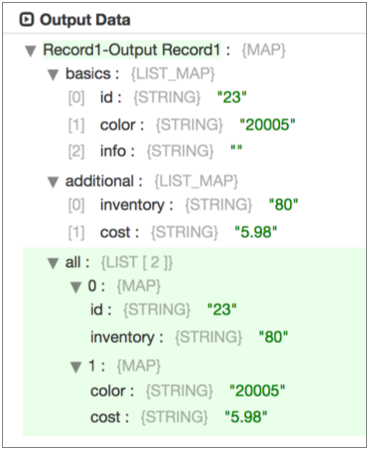 Output Data
Record1-Output Record1 : {MAP}
basics : {LIST_MAP}
[0] id : {STRING} "23"
[1] color : {STRING} "20005"
[2] info : {STRING} ""
additional : {LIST_MAP}
[0] inventory : {STRING} "80"
[1] cost : {STRING} "5.98"
all : {LIST [ 2 ]}
0 : {MAP}
id : {STRING} "23"
inventory : {STRING} "80"
1 : {MAP}
color : {STRING} "20005"
cost : {STRING} "5.98"